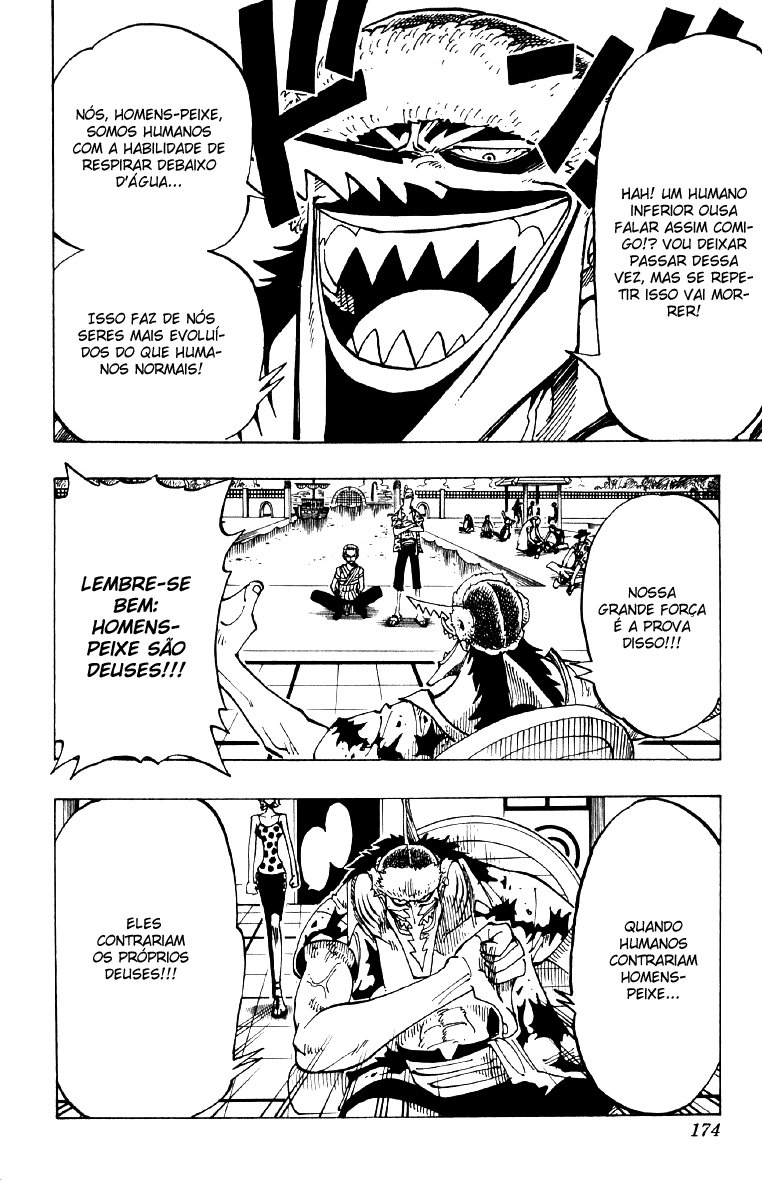 HAH! UM HUMANO
INFERIOR OUSA
FALAR ASSIM COMI-
GO!? VOU DEIXAR
PASSAR DESSA
VEZ, MAS SE REPE-
TIR ISSO VAI MOR-
RER!
NÓS, HOMENS-PEIXE,
SOMOS HUMANOS
COM A HABILIDADE DE
RESPIRAR DEBAIXO
D'ÁGUA...
ISSO FAZ DE NÓS
SERES MAIS EVOLUÍ-
DOS DO QUE HUMA-
NOS NORMAIS!
NOSSA
GRANDE FORÇA
É A PROVA
DISSO!!!
LEMBRE-SE
BEM:
HOMENS-
PEIXE SÃO
DEUSES!!!
QUANDO
HUMANOS
CONTRARIAM
HOMENS-
PEIXE...
ELES
CONTRARIAM
OS PRÓPRIOS
DEUSES!!!
174